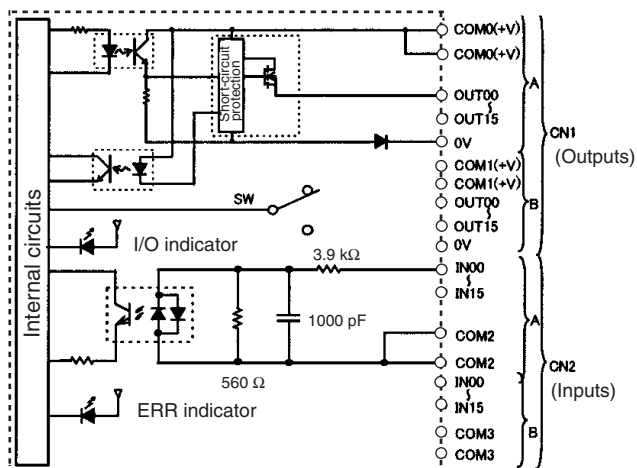 Internal circuits
Short-circuit protection
COM0(+V)
COM0(+V)
OUT00
OUT15
0V
A
COM1(+V)
COM1(+V)
OUT00
OUT15
0V
B
CN1
(Outputs)
SW
I/O indicator
3.9 kΩ
1000 pF
560 Ω
ERR indicator
IN00
IN15
COM2
COM2
A
IN00
IN15
COM3
COM3
B
CN2
(Inputs)